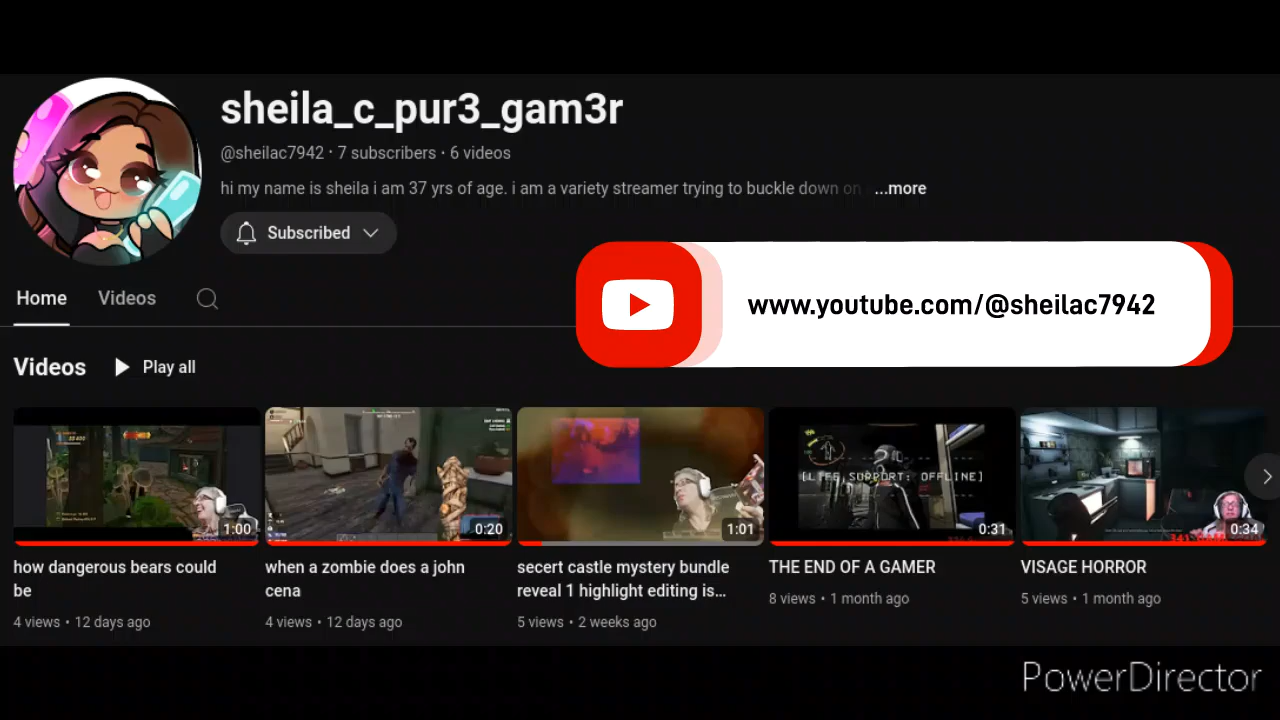 sheila_c_pur3_gam3r
@sheilac7942 · 7 subscribers · 6 videos
hi my name is sheila i am 37 yrs of age. i am a variety streamer trying to buckle down on ...more
Subscribed
Home Videos
www.youtube.com/@sheilac7942
Videos Play all
[LIFE SUPPORT: OFFLINE]
1:00 0:20 1:01 0:31 0:34
how dangerous bears could
be
4 views • 12 days ago
when a zombie does a john
cena
4 views • 12 days ago
secert castle mystery bundle
reveal 1 highlight editing is...
5 views • 2 weeks ago
THE END OF A GAMER
8 views • 1 month ago
VISAGE HORROR
5 views • 1 month ago
PowerDirector